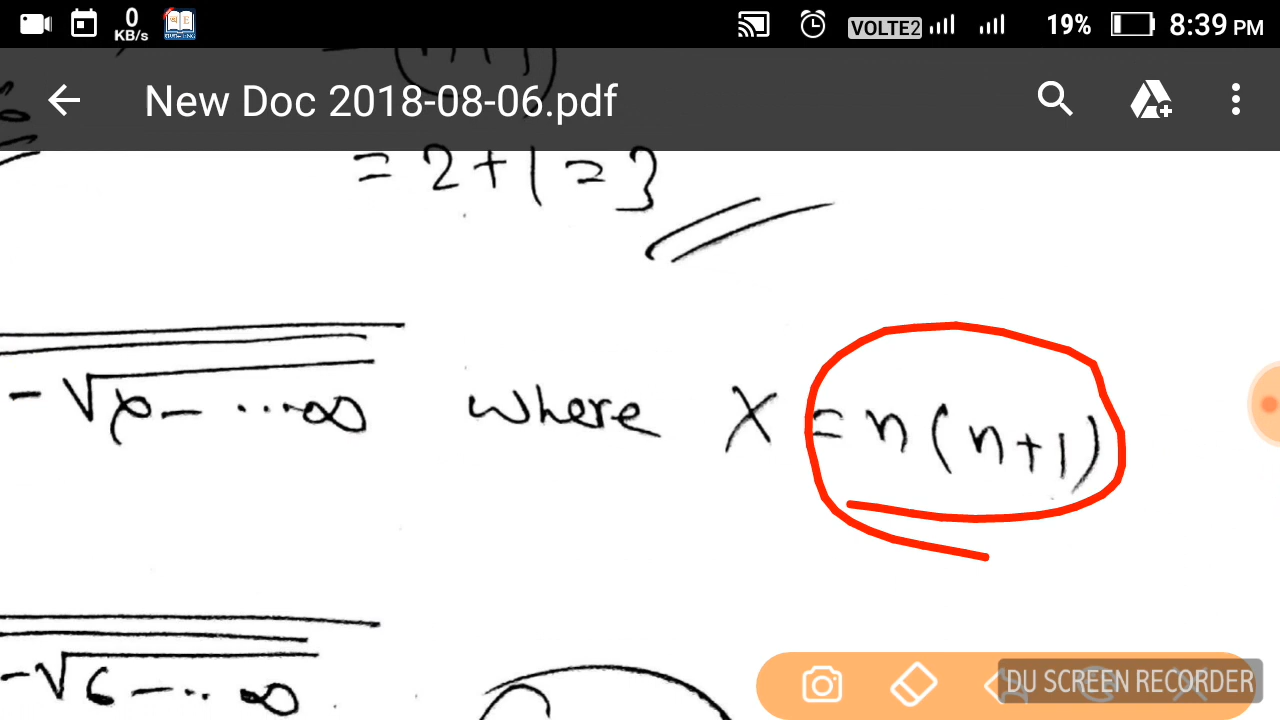 0 KB/s VOLTE2 19% 8:39 PM
New Doc 2018-08-06.pdf
= 2 + 1 = 3
- √x - ...∞ where X = n(n+1)
- √6 - ... ∞
DU SCREEN RECORDER